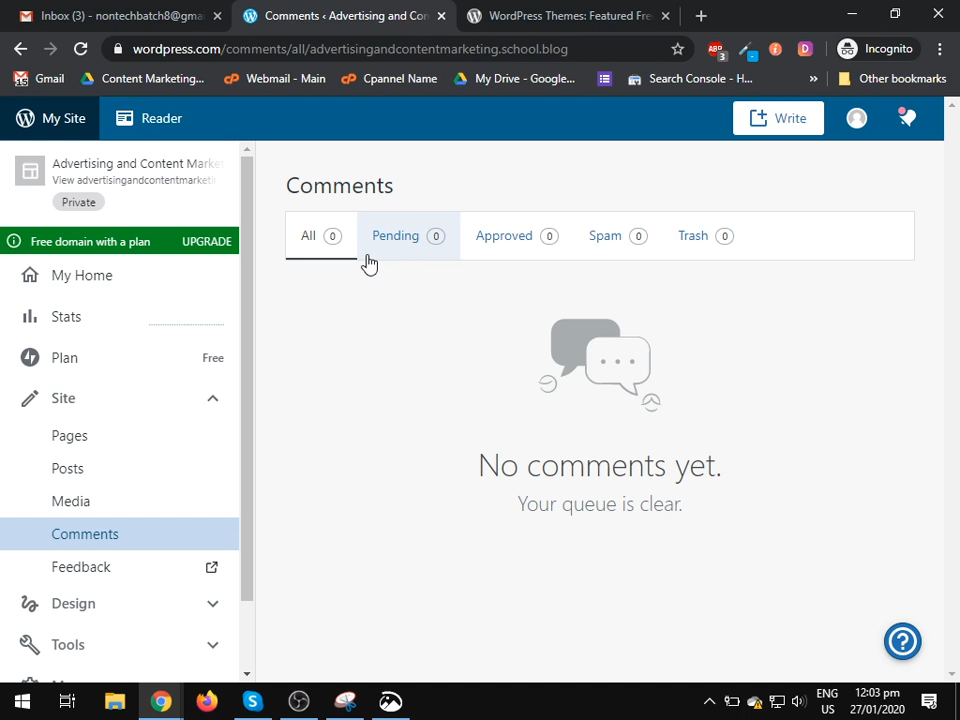 Inbox (3) - nontechbatch8@gma
Comments ‹ Advertising and Con
WordPress Themes: Featured Fre
wordpress.com/comments/all/advertisingandcontentmarketing.school.blog
ABP
3
D
Incognito
15
Gmail
Content Marketing...
Webmail - Main
Cpannel Name
My Drive - Google...
Search Console - H...
»
Other bookmarks
My Site
Reader
Write
Advertising and Content Marke
View advertisingandcontentmarketi
Private
Free domain with a plan
UPGRADE
My Home
Stats
Plan
Free
Site
Pages
Posts
Media
Comments
Feedback
Design
Tools
Comments
All 0
Pending 0
Approved 0
Spam 0
Trash 0
No comments yet.
Your queue is clear.
ENG
US
12:03 pm
27/01/2020